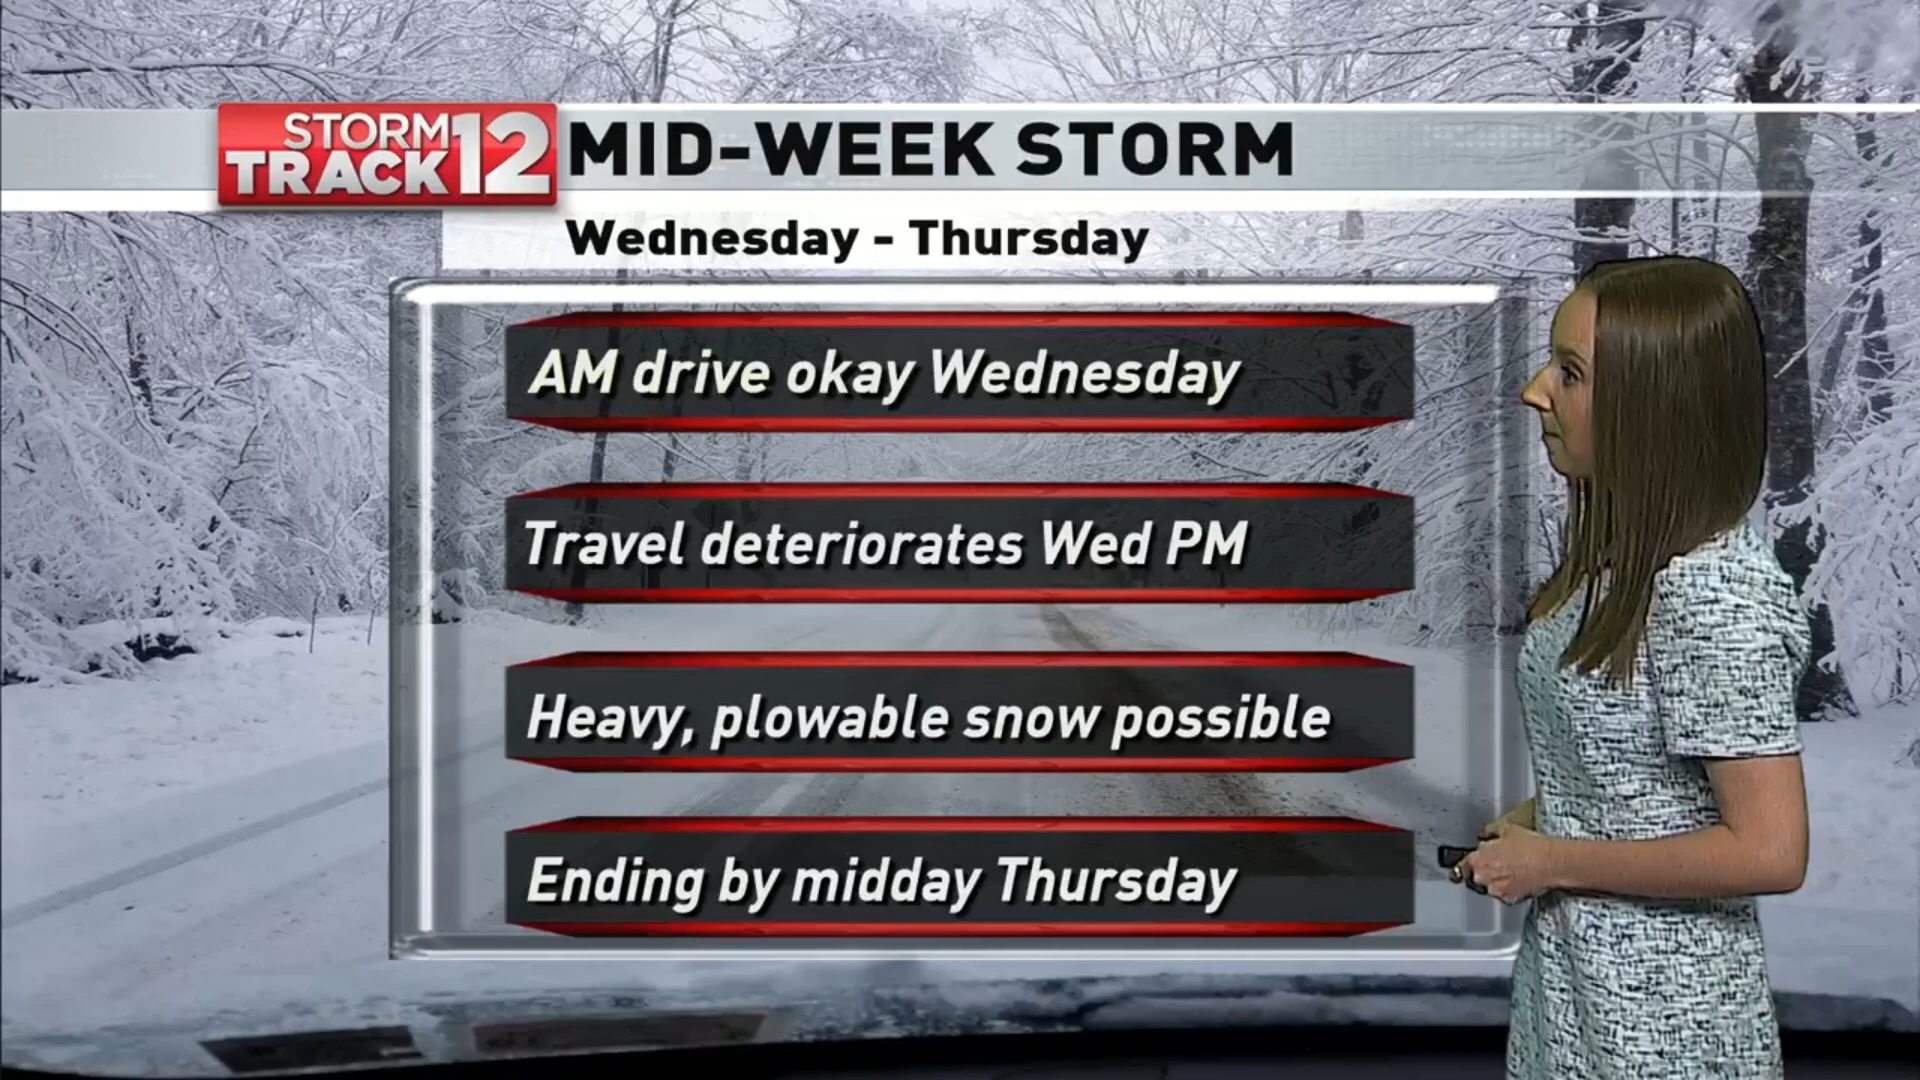 STORM
TRACK 12
MID-WEEK STORM
Wednesday - Thursday
AM drive okay Wednesday
Travel deteriorates Wed PM
Heavy, plowable snow possible
Ending by midday Thursday